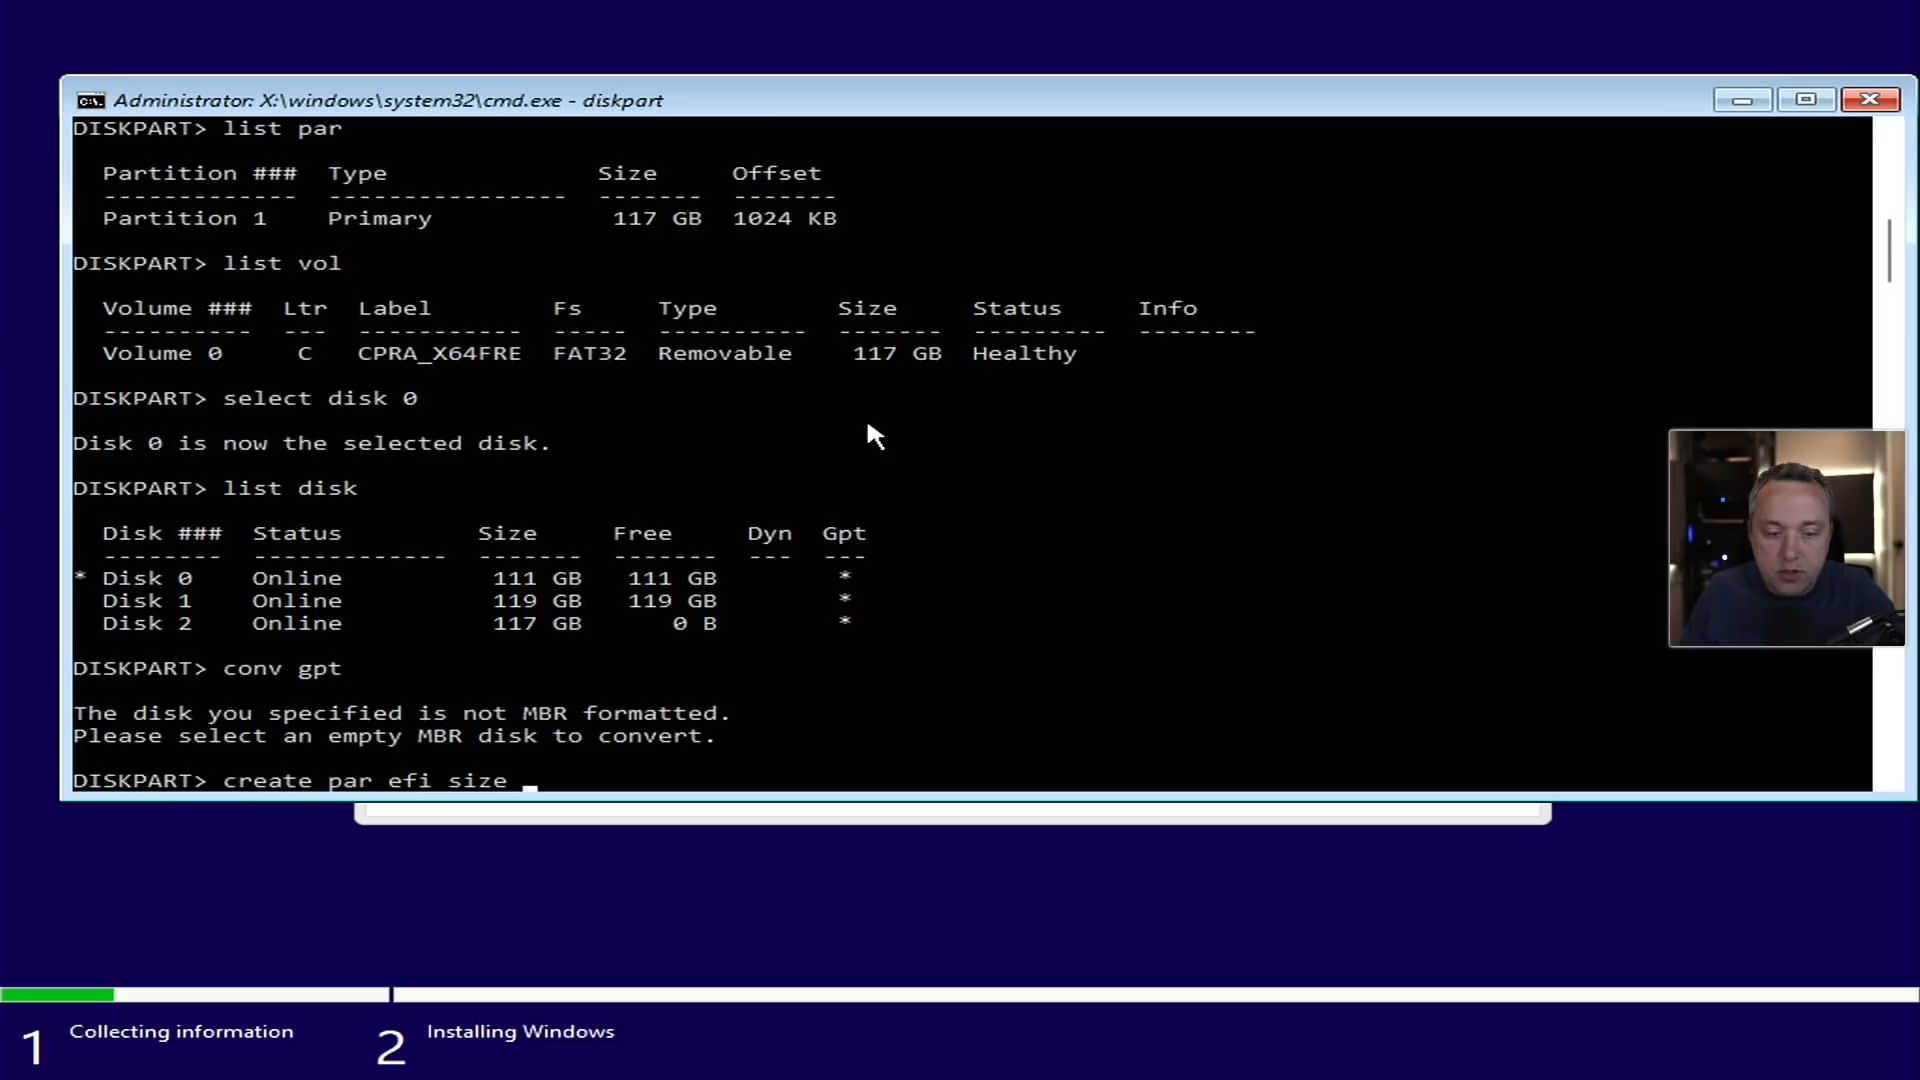 Administrator: X:\windows\system32\cmd.exe - diskpart
DISKPART> list par
Partition ### Type Size Offset
------------- ---------------- ------- -------
Partition 1 Primary 117 GB 1024 KB
DISKPART> list vol
Volume ### Ltr Label Fs Type Size Status Info
---------- --- ----------- ----- ---------- ------- --------- --------
Volume 0 C CPRA_X64FRE FAT32 Removable 117 GB Healthy
DISKPART> select disk 0
Disk 0 is now the selected disk.
DISKPART> list disk
Disk ### Status Size Free Dyn Gpt
-------- ------------- ------- ------- --- ---
* Disk 0 Online 111 GB 111 GB *
Disk 1 Online 119 GB 119 GB *
Disk 2 Online 117 GB 0 B *
DISKPART> conv gpt
The disk you specified is not MBR formatted.
Please select an empty MBR disk to convert.
DISKPART> create par efi size _
1 Collecting information 2 Installing Windows